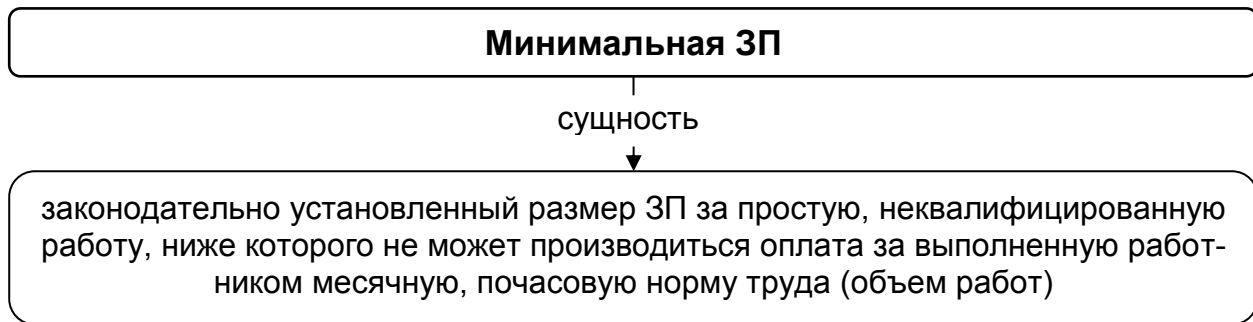 Минимальная ЗП
сущность
законодательно установленный размер ЗП за простую, неквалифицированную
работу, ниже которого не может производиться оплата за выполненную работ-
ником месячную, почасовую норму труда (объем работ)